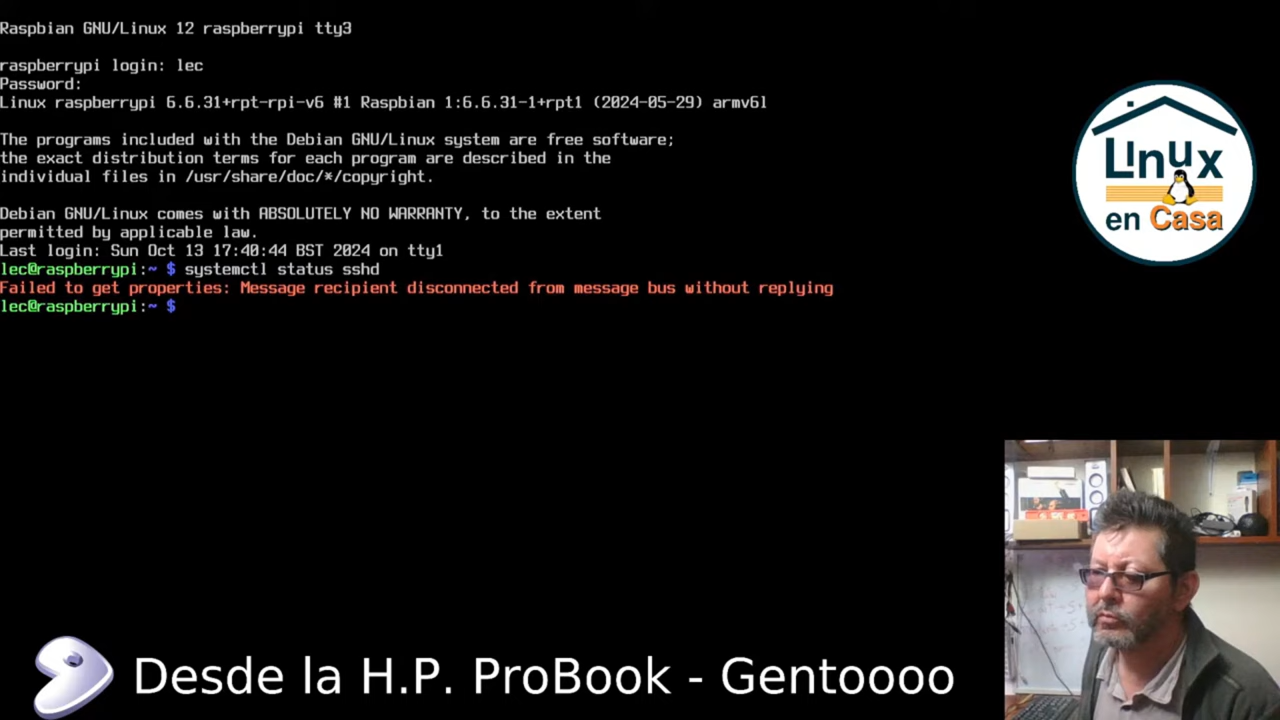 Raspbian GNU/Linux 12 raspberrypi tty3
raspberrypi login: lec
Password:
Linux raspberrypi 6.6.31+rpt-rpi-v6 #1 Raspbian 1:6.6.31-1+rpt1 (2024-05-29) armv6l
The programs included with the Debian GNU/Linux system are free software;
the exact distribution terms for each program are described in the
individual files in /usr/share/doc/*/copyright.
Debian GNU/Linux comes with ABSOLUTELY NO WARRANTY, to the extent
permitted by applicable law.
Last login: Sun Oct 13 17:40:44 BST 2024 on tty1
lec@raspberrypi:~ $ systemctl status sshd
Failed to get properties: Message recipient disconnected from message bus without replying
lec@raspberrypi:~ $
Linux
en Casa
Desde la H.P. ProBook - Gentoooo